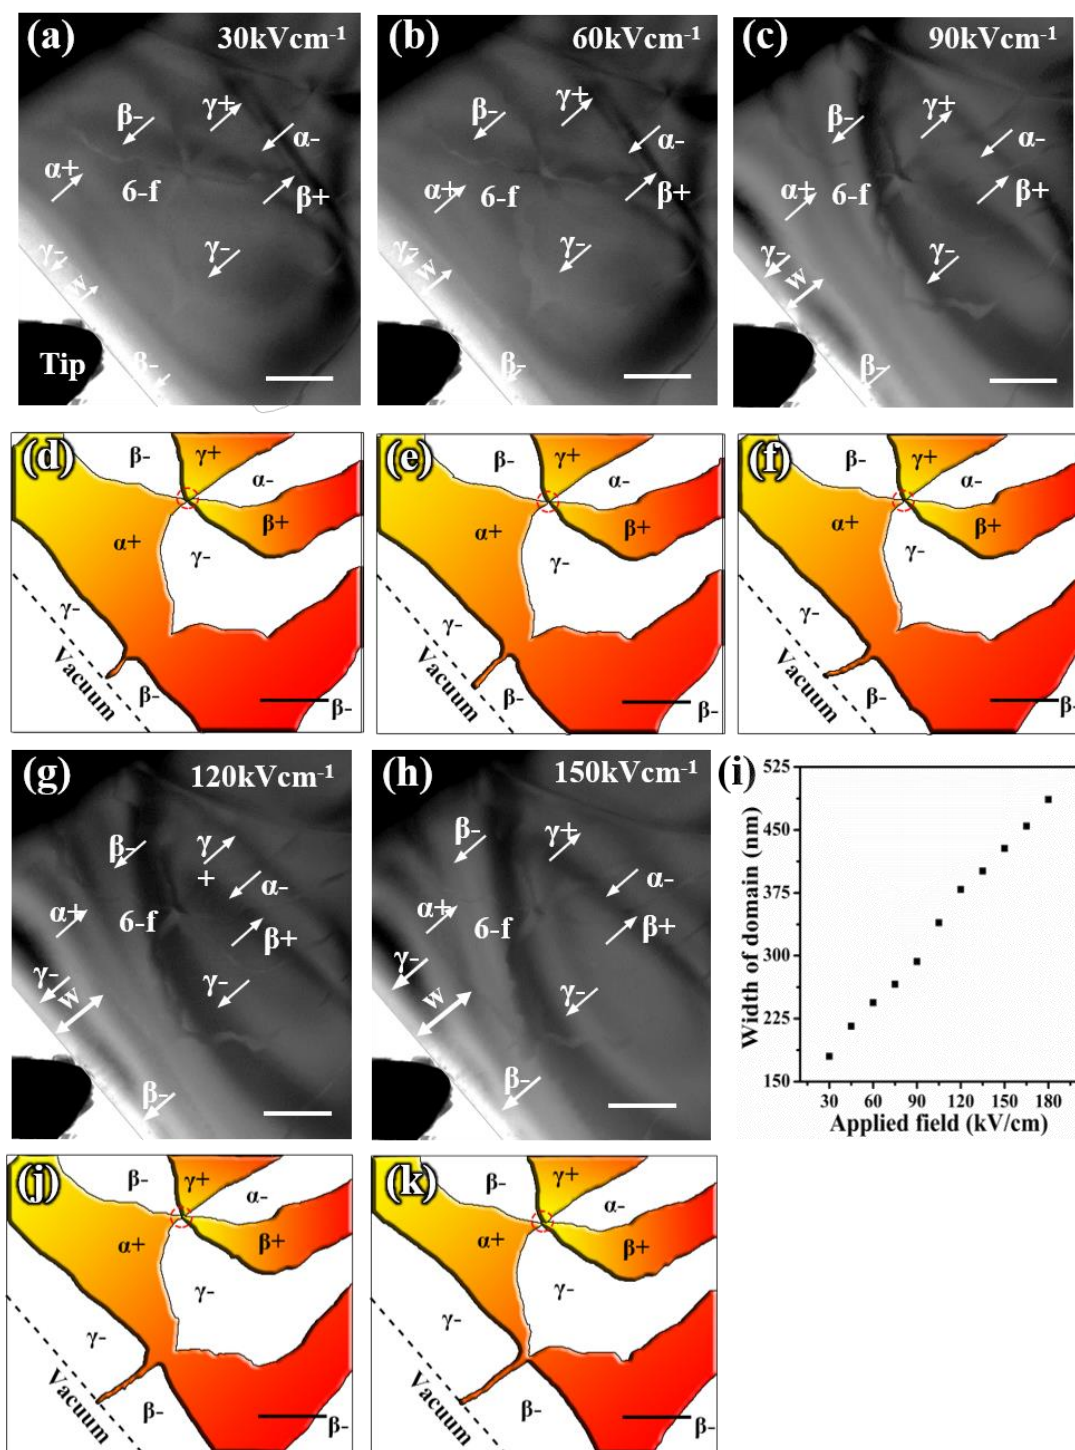 (a) 30kVcm-1
γ+
β-
α-
α+
6-f
β+
γ-
γ-
w
Tip
β-
(b) 60kVcm-1
γ+
β-
α-
α+
6-f
β+
γ-
γ-
w
β-
(c) 90kVcm-1
γ+
β-
α-
α+
6-f
β+
γ-
γ-
w
β-
(d)
β-
γ+
α-
α+
β+
γ-
γ-
Vacuum
β-
β-
(e)
β-
γ+
α-
α+
β+
γ-
γ-
Vacuum
β-
β-
(f)
β-
γ+
α-
α+
β+
γ-
γ-
Vacuum
β-
β-
(g) 120kVcm-1
β-
γ
+
α-
α+
6-f
β+
γ-
γ-
w
β-
(h) 150kVcm-1
β-
γ+
α-
α+
6-f
β+
γ-
γ-
w
β-
(i)
525
450
375
300
225
150
Width of domain (nm)
30 60 90 120 150 180
Applied field (kV/cm)
(j)
β-
γ+
α-
α+
β+
γ-
γ-
Vacuum
β-
β-
(k)
β-
γ+
α-
α+
β+
γ-
γ-
Vacuum
β-
β-